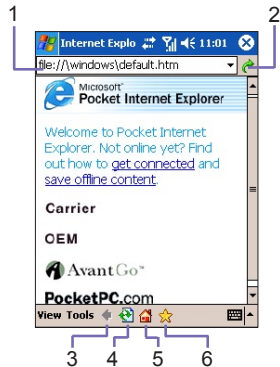 1
2
Internet Explo 11:01
file://\windows\default.htm
Microsoft®
Pocket Internet Explorer
Welcome to Pocket Internet
Explorer. Not online yet? Find
out how to get connected and
save offline content.
Carrier
OEM
AvantGo™
PocketPC.com
View Tools
3
4
5
6